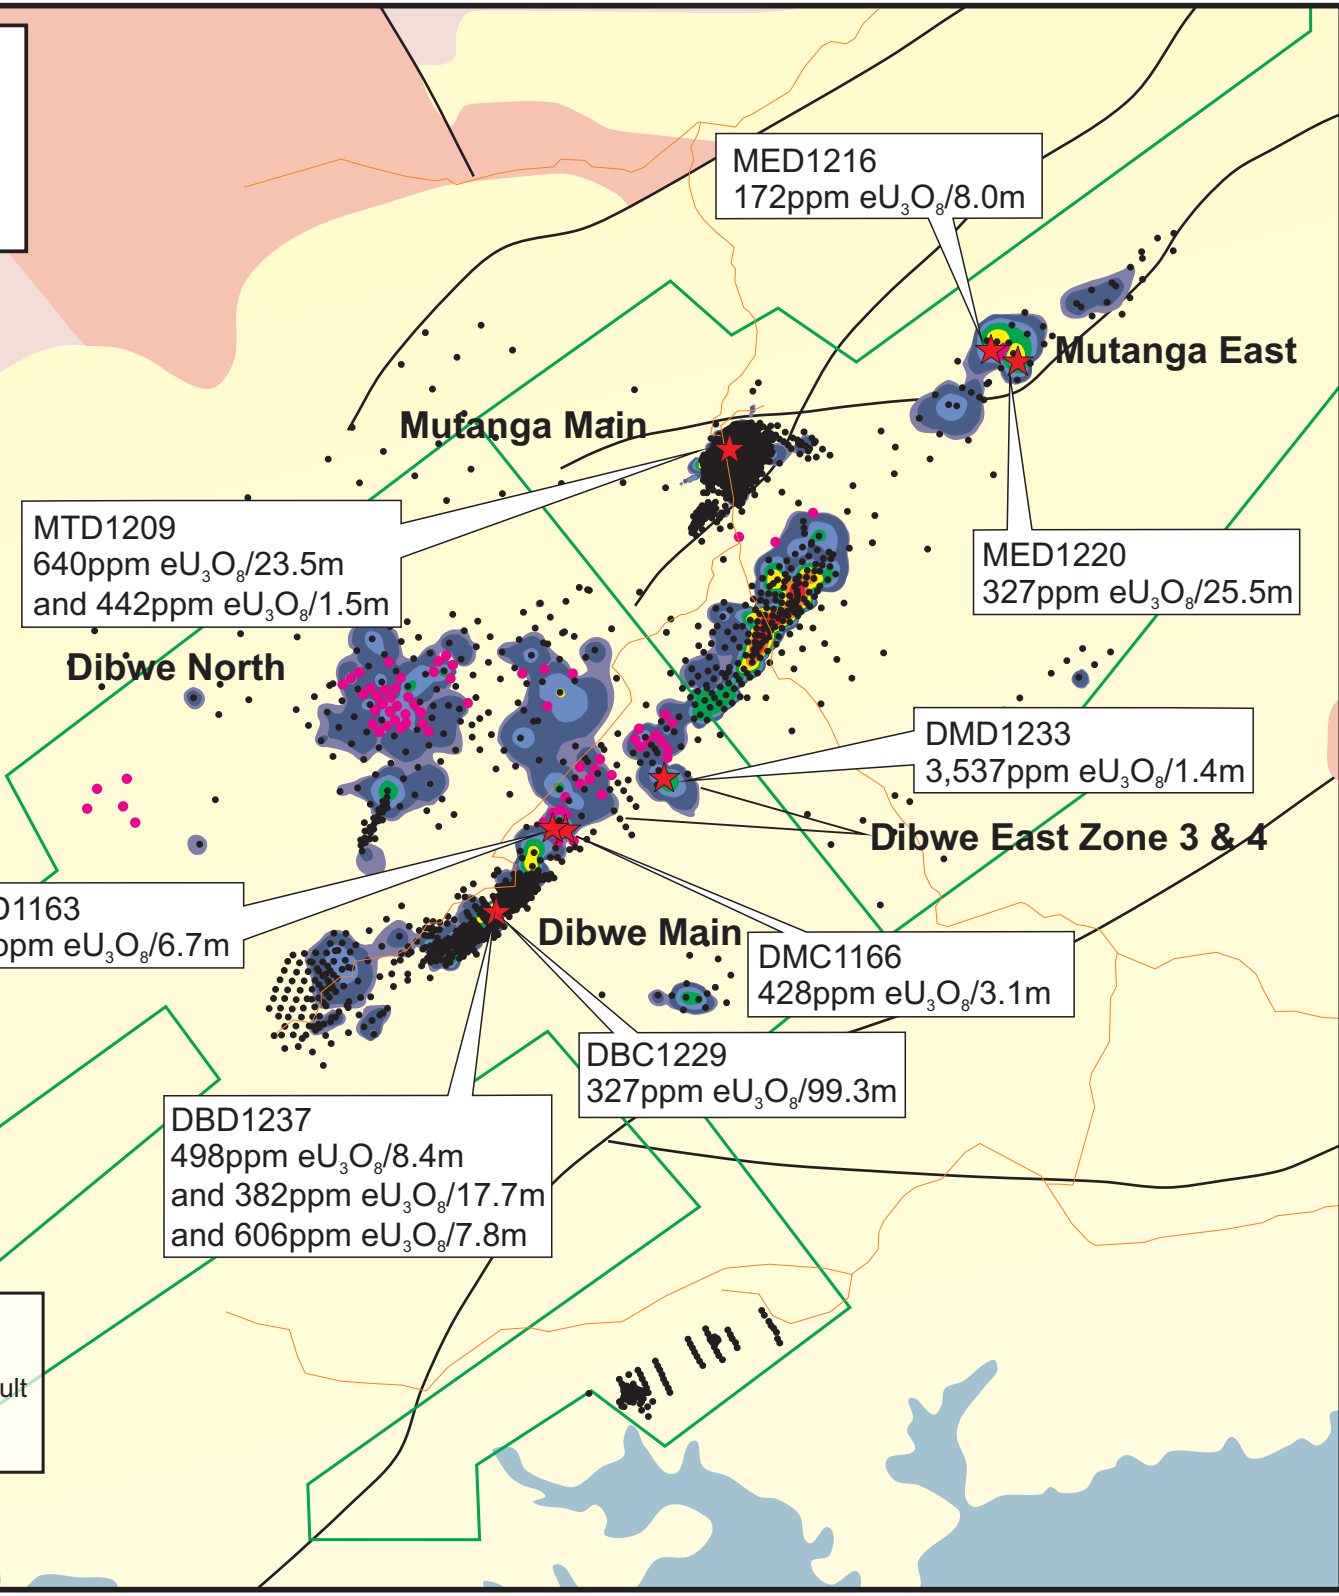 MED1216
172ppm eU₃O₈/8.0m
Mutanga East
Mutanga Main
MTD1209
640ppm eU₃O₈/23.5m
and 442ppm eU₃O₈/1.5m
MED1220
327ppm eU₃O₈/25.5m
Dibwe North
DMD1233
3,537ppm eU₃O₈/1.4m
Dibwe East Zone 3 & 4
D1163
ppm eU₃O₈/6.7m
Dibwe Main
DMC1166
428ppm eU₃O₈/3.1m
DBC1229
327ppm eU₃O₈/99.3m
DBD1237
498ppm eU₃O₈/8.4m
and 382ppm eU₃O₈/17.7m
and 606ppm eU₃O₈/7.8m
ult